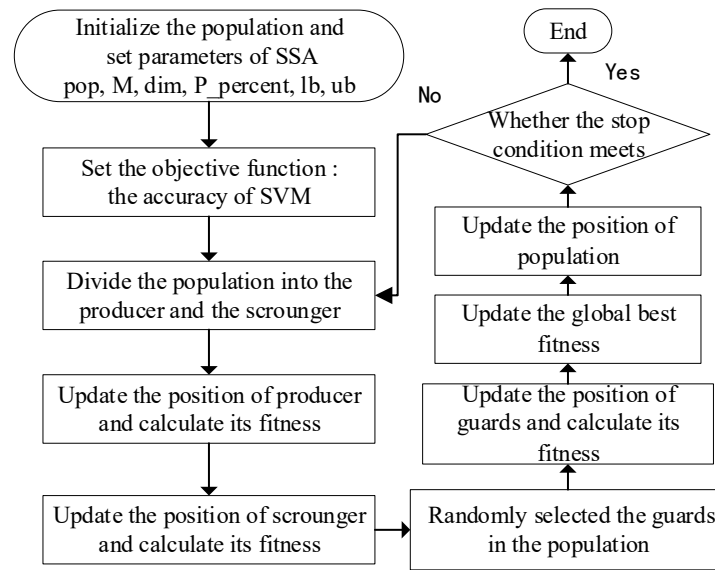 Initialize the population and
set parameters of SSA
pop, M, dim, P_percent, lb, ub
Set the objective function :
the accuracy of SVM
Divide the population into the
producer and the scrounger
Update the position of producer
and calculate its fitness
Update the position of scrounger
and calculate its fitness
Randomly selected the guards
in the population
Update the position of
guards and calculate its
fitness
Update the global best
fitness
Update the position of
population
Whether the stop
condition meets
No
Yes
End